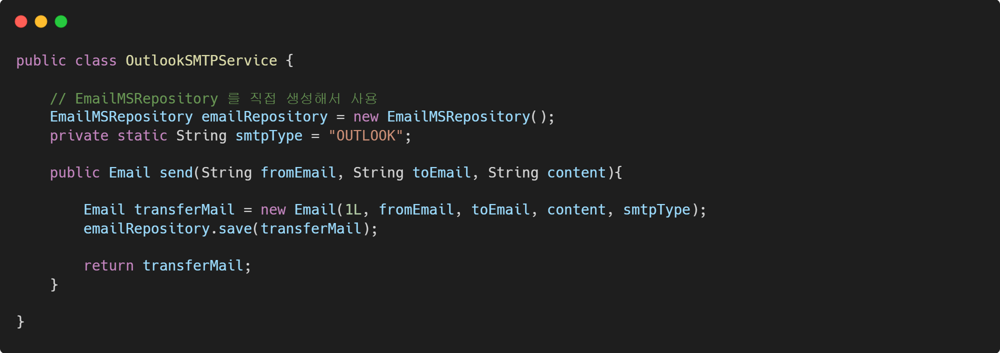 public class OutlookSMTPService {
// EmailMSRepository 를 직접 생성해서 사용
EmailMSRepository emailRepository = new EmailMSRepository();
private static String smtpType = "OUTLOOK";
public Email send(String fromEmail, String toEmail, String content){
Email transferMail = new Email(1L, fromEmail, toEmail, content, smtpType);
emailRepository.save(transferMail);
return transferMail;
}
}